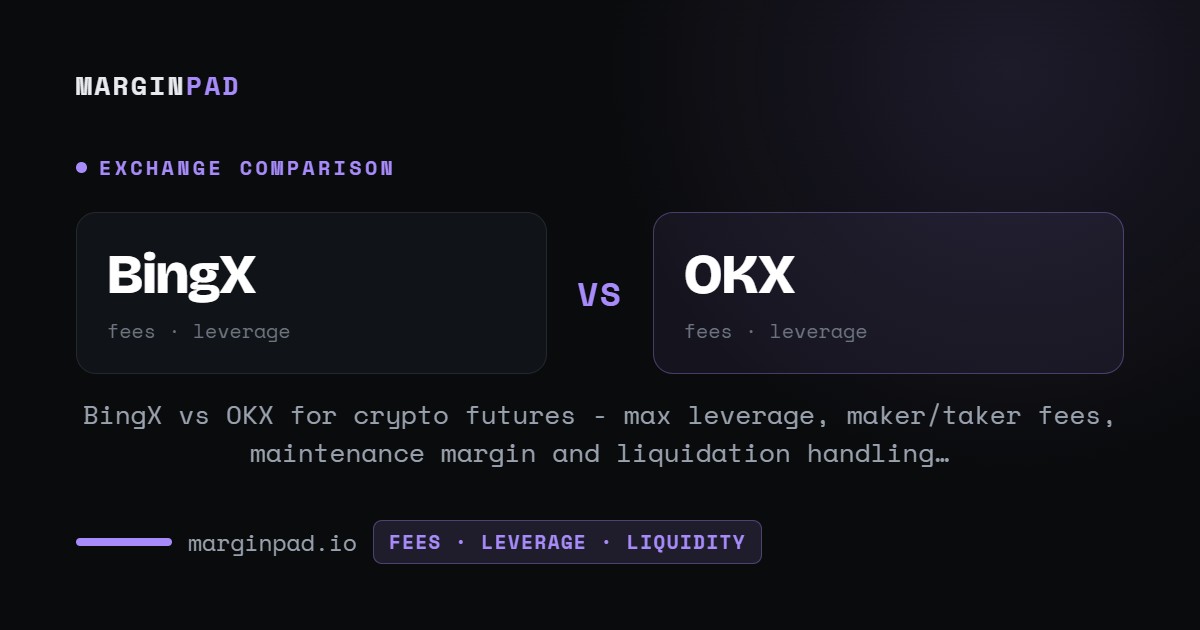 MARGINPAD
EXCHANGE COMPARISON
BingX
fees · leverage
VS
OKX
fees · leverage
BingX vs OKX for crypto futures - max leverage, maker/taker fees,
maintenance margin and liquidation handling…
marginpad.io
FEES · LEVERAGE · LIQUIDITY